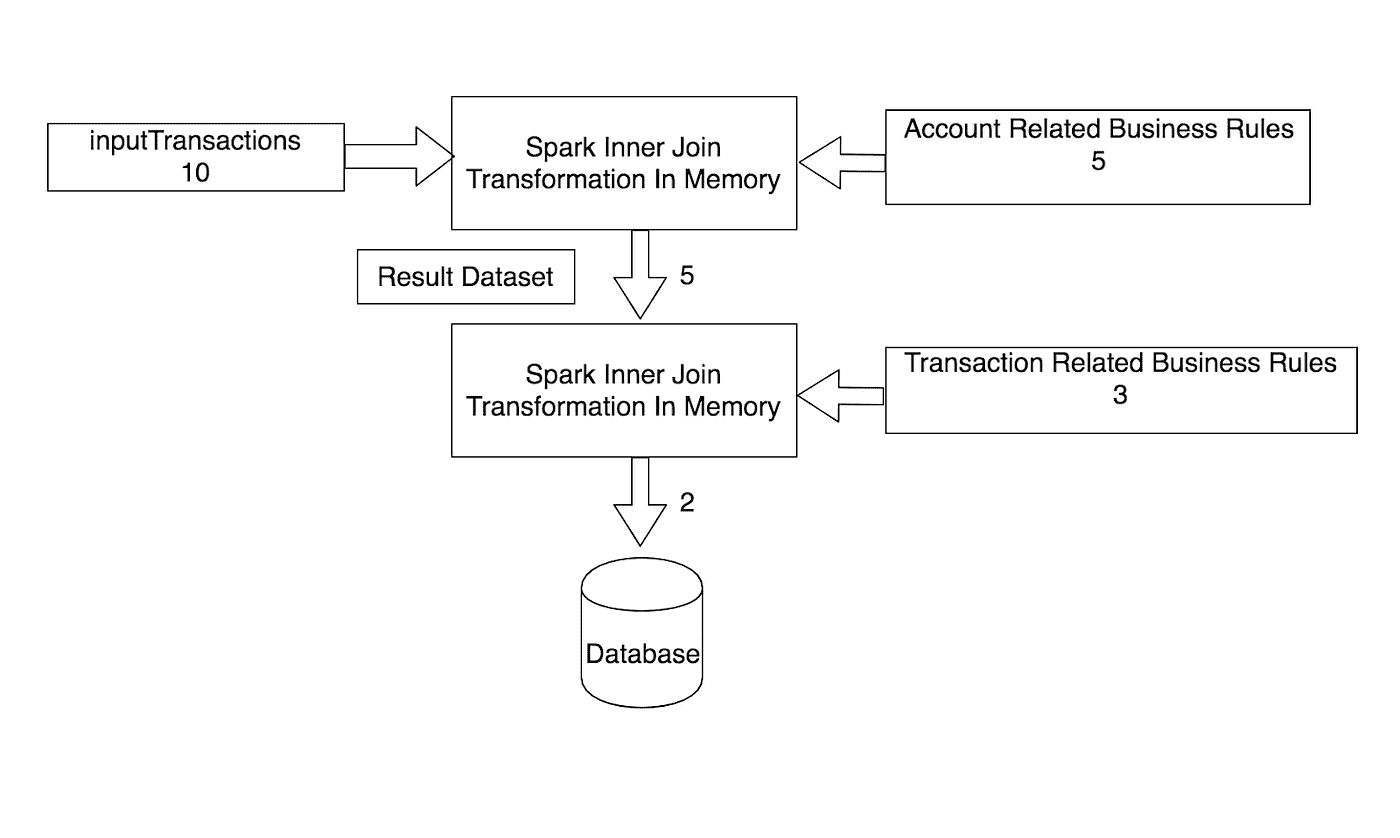 inputTransactions
10
Spark Inner Join
Transformation In Memory
Account Related Business Rules
5
Result Dataset
5
Spark Inner Join
Transformation In Memory
Transaction Related Business Rules
3
2
Database